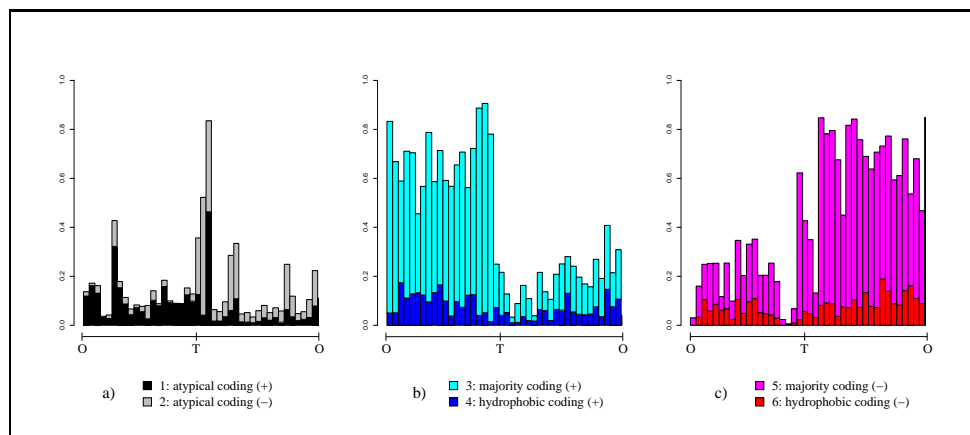 1.0
0.8
0.6
0.4
0.2
0.0
O T O
a)
1: atypical coding (+)
2: atypical coding (−)
1.0
0.8
0.6
0.4
0.2
0.0
O T O
b)
3: majority coding (+)
4: hydrophobic coding (+)
1.0
0.8
0.6
0.4
0.2
0.0
O T O
c)
5: majority coding (−)
6: hydrophobic coding (−)